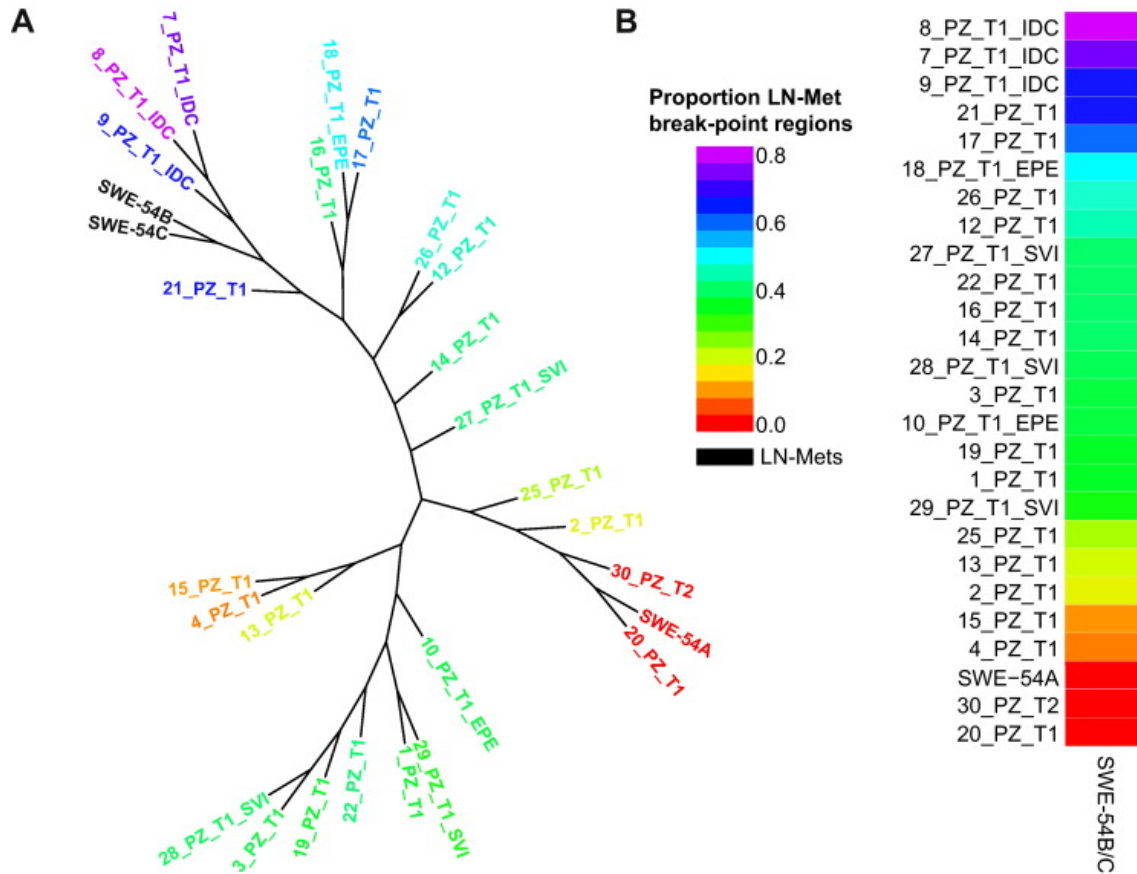 A
7_PZ_T1_IDC
8_PZ_T1_IDC
9_PZ_T1_IDC
SWE-54B
SWE-54C
21_PZ_T1
16_PZ_T1
18_PZ_T1_EPE
17_PZ_T1
26_PZ_T1
12_PZ_T1
14_PZ_T1
27_PZ_T1_SVI
25_PZ_T1
2_PZ_T1
30_PZ_T2
SWE-54A
20_PZ_T1
15_PZ_T1
4_PZ_T1
13_PZ_T1
10_PZ_T1_EPE
29_PZ_T1_SVI
1_PZ_T1
22_PZ_T1
19_PZ_T1
3_PZ_T1
28_PZ_T1_SVI
Proportion LN-Met
break-point regions
0.8
0.6
0.4
0.2
0.0
LN-Mets
B
8_PZ_T1_IDC
7_PZ_T1_IDC
9_PZ_T1_IDC
21_PZ_T1
17_PZ_T1
18_PZ_T1_EPE
26_PZ_T1
12_PZ_T1
27_PZ_T1_SVI
22_PZ_T1
16_PZ_T1
14_PZ_T1
28_PZ_T1_SVI
3_PZ_T1
10_PZ_T1_EPE
19_PZ_T1
1_PZ_T1
29_PZ_T1_SVI
25_PZ_T1
13_PZ_T1
2_PZ_T1
15_PZ_T1
4_PZ_T1
SWE−54A
30_PZ_T2
20_PZ_T1
SWE-54B/C